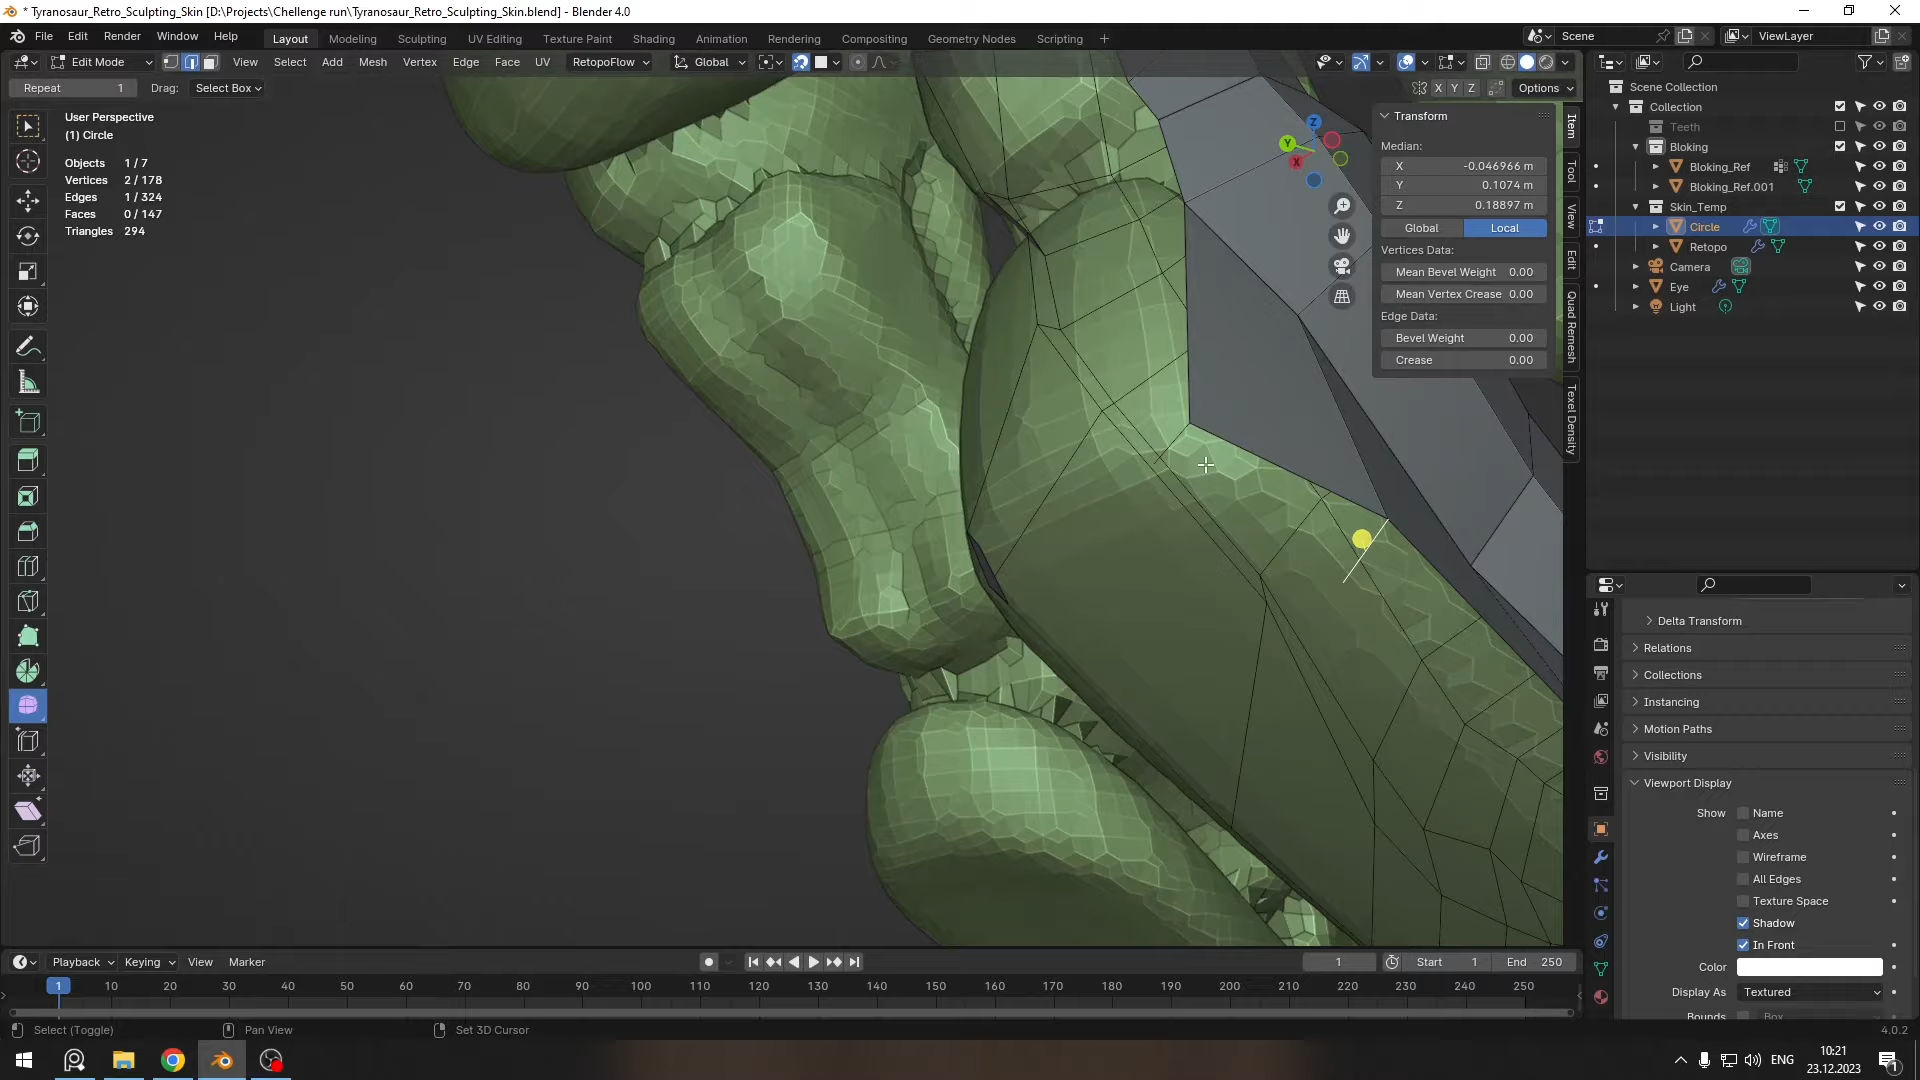 * Tyranosaur_Retro_Sculpting_Skin [D:\Projects\Chellenge run\Tyranosaur_Retro_Sculpting_Skin.blend] - Blender 4.0
File Edit Render Window Help Layout Modeling Sculpting UV Editing Texture Paint Shading Animation Rendering Compositing Geometry Nodes Scripting + Scene ViewLayer
Edit Mode View Select Add Mesh Vertex Edge Face UV RetopoFlow Global
Repeat 1 Drag: Select Box X Y Z Options
User Perspective
(1) Circle
Objects 1 / 7
Vertices 2 / 178
Edges 1 / 324
Faces 0 / 147
Triangles 294
Z
Y
X
Transform
Median:
X -0.046966 m
Y 0.1074 m
Z 0.18897 m
Global Local
Vertices Data:
Mean Bevel Weight 0.00
Mean Vertex Crease 0.00
Edge Data:
Bevel Weight 0.00
Crease 0.00
Item
Tool
View
Edit
Quad Remesh
Texel Density
Scene Collection
Collection
Teeth
Bloking
Bloking_Ref
Bloking_Ref.001
Skin_Temp
Circle
Retopo
Camera
Eye
Light
Delta Transform
Relations
Collections
Instancing
Motion Paths
Visibility
Viewport Display
Show Name
Axes
Wireframe
All Edges
Texture Space
Shadow
In Front
Color
Display As Textured
Bounds Box
Playback Keying View Marker 1 Start 1 End 250
1 10 20 30 40 50 60 70 80 90 100 110 120 130 140 150 160 170 180 190 200 210 220 230 240 250
Select (Toggle) Pan View Set 3D Cursor 4.0.2
ENG 10:21
23.12.2023
1